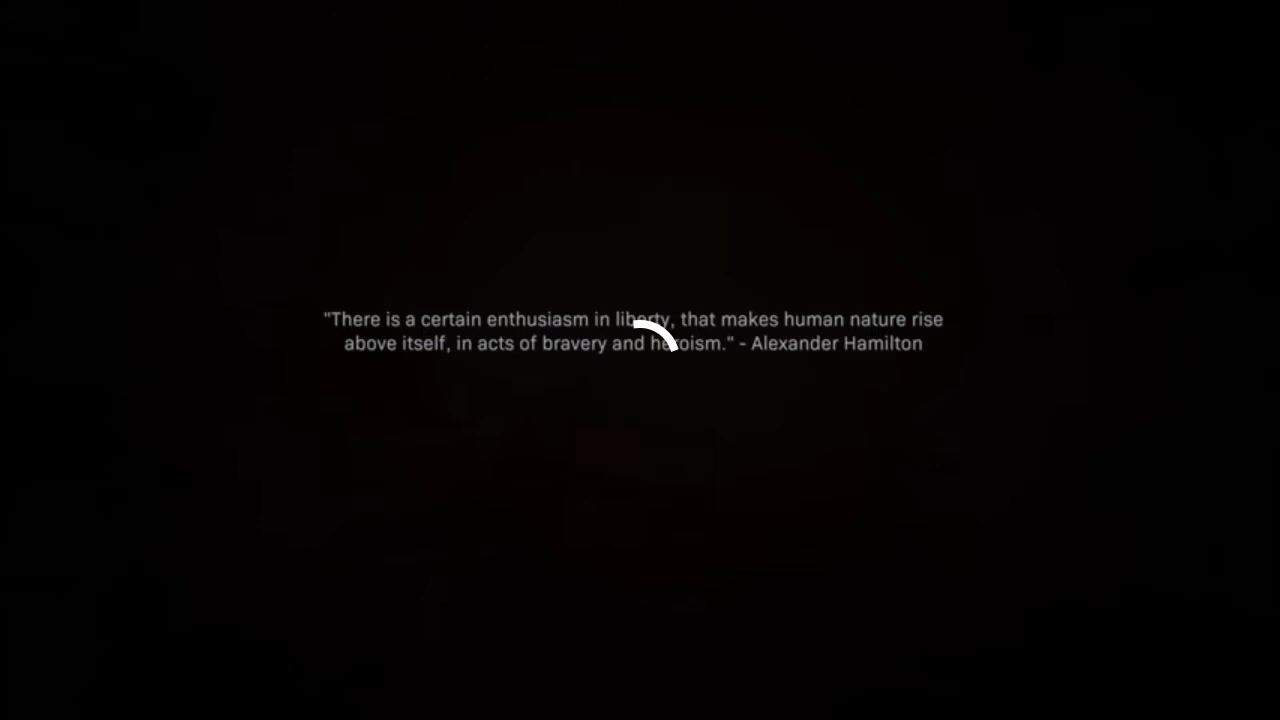 "There is a certain enthusiasm in liberty, that makes human nature rise
above itself, in acts of bravery and heroism." - Alexander Hamilton